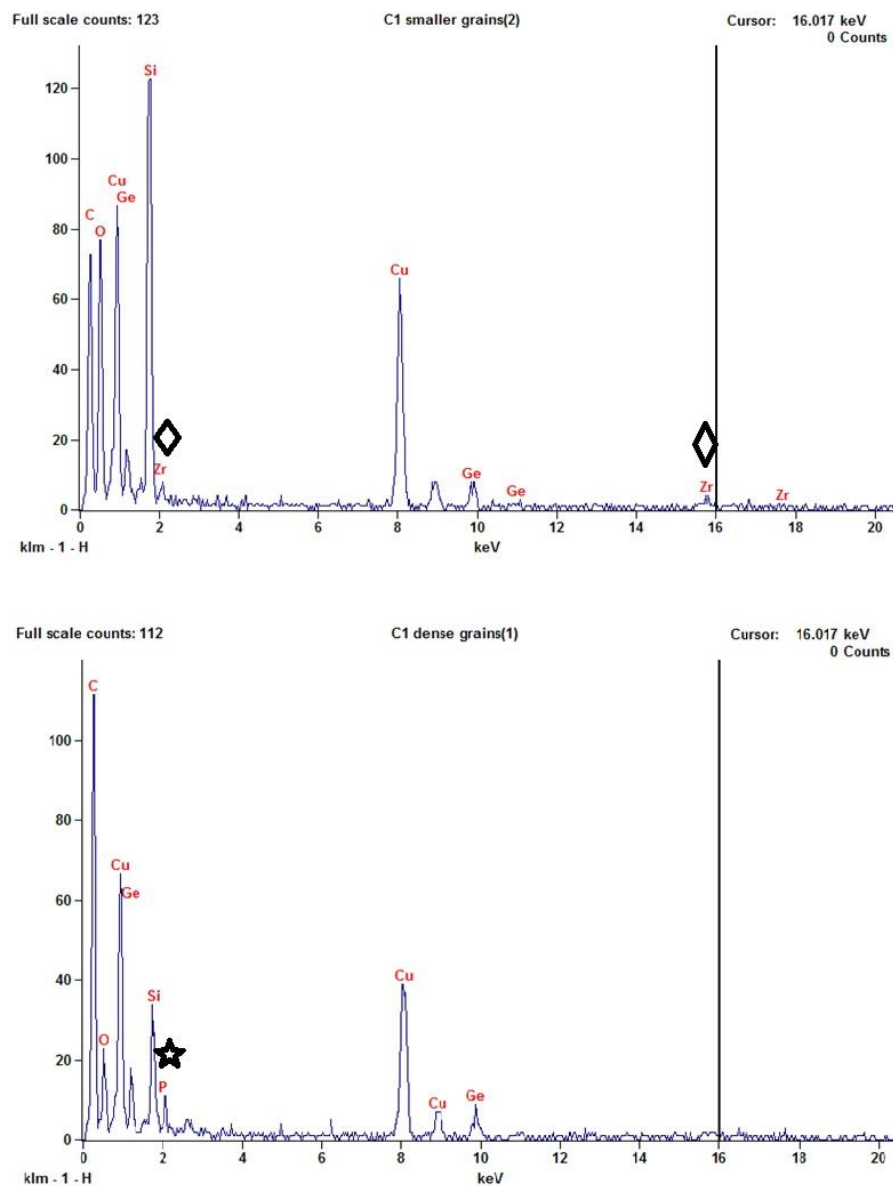 Full scale counts: 123 C1 smaller grains(2) Cursor: 16.017 keV
0 Counts
Si
120
100
Cu
Ge
C
80
O
Cu
60
40
20
Zr
Ge
Ge
Zr
Zr
0
0 2 4 6 8 10 12 14 16 18 20
klm - 1 - H keV
Full scale counts: 112 C1 dense grains(1) Cursor: 16.017 keV
0 Counts
C
100
80
Cu
Ge
60
40
Si
Cu
O
20
P
Cu
Ge
0
0 2 4 6 8 10 12 14 16 18 20
klm - 1 - H keV